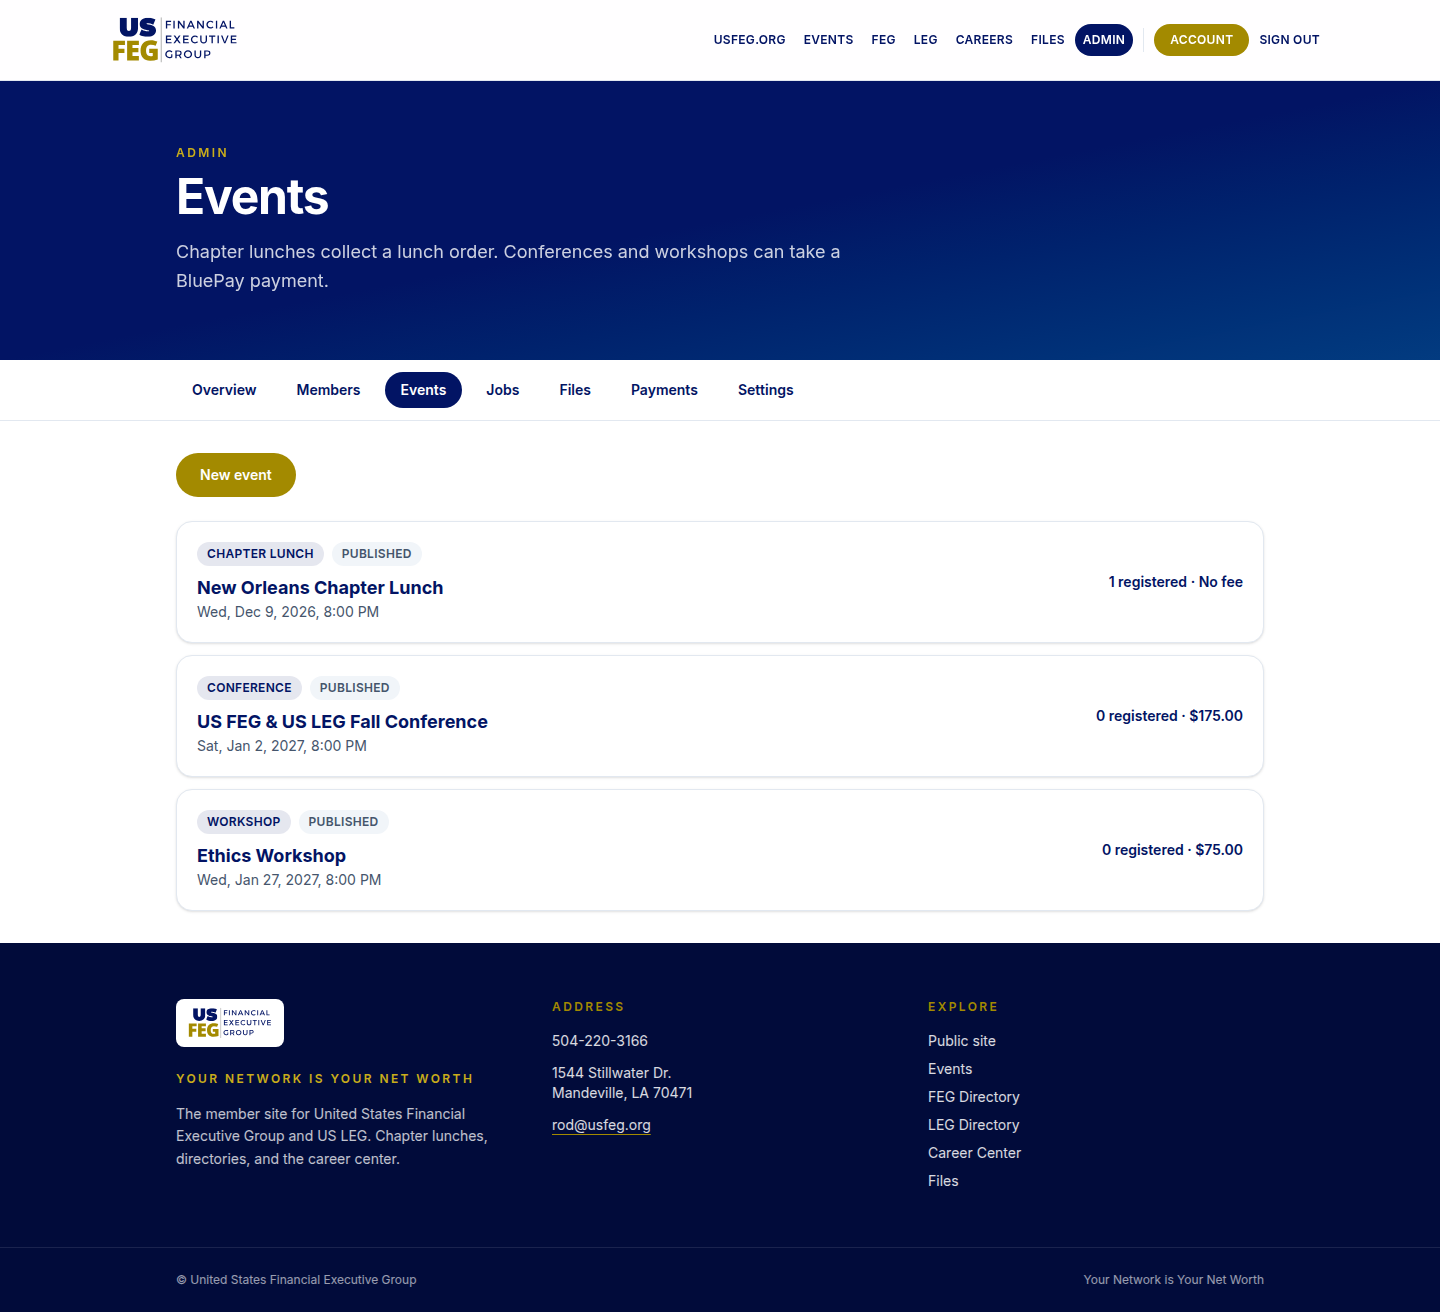 US FEG FINANCIAL EXECUTIVE GROUP
USFEG.ORG EVENTS FEG LEG CAREERS FILES ADMIN ACCOUNT SIGN OUT
ADMIN
Events
Chapter lunches collect a lunch order. Conferences and workshops can take a
BluePay payment.
Overview Members Events Jobs Files Payments Settings
New event
CHAPTER LUNCH PUBLISHED
New Orleans Chapter Lunch
Wed, Dec 9, 2026, 8:00 PM
1 registered · No fee
CONFERENCE PUBLISHED
US FEG & US LEG Fall Conference
Sat, Jan 2, 2027, 8:00 PM
0 registered · $175.00
WORKSHOP PUBLISHED
Ethics Workshop
Wed, Jan 27, 2027, 8:00 PM
0 registered · $75.00
US FEG FINANCIAL EXECUTIVE GROUP
YOUR NETWORK IS YOUR NET WORTH
The member site for United States Financial
Executive Group and US LEG. Chapter lunches,
directories, and the career center.
ADDRESS
504-220-3166
1544 Stillwater Dr.
Mandeville, LA 70471
rod@usfeg.org
EXPLORE
Public site
Events
FEG Directory
LEG Directory
Career Center
Files
© United States Financial Executive Group
Your Network is Your Net Worth